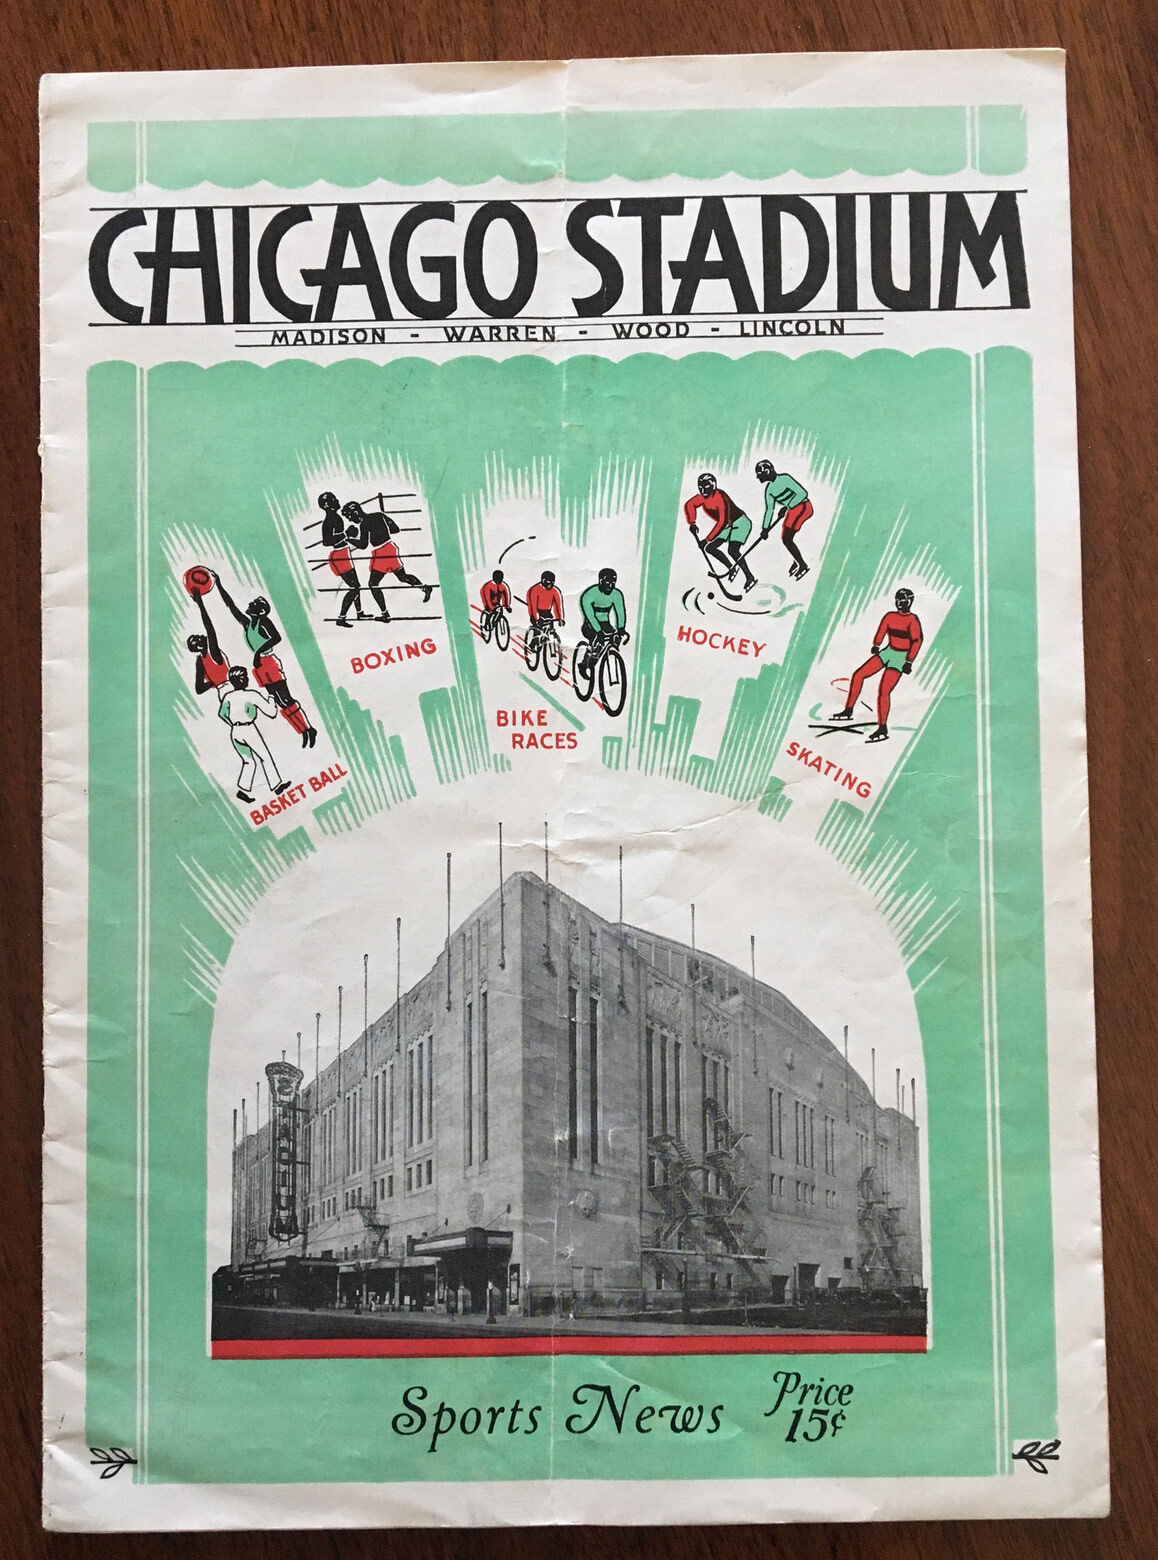 CHICAGO STADIUM
MADISON - WARREN - WOOD - LINCOLN
BASKET BALL
BOXING
BIKE
RACES
HOCKEY
SKATING
Sports News
Price
15¢